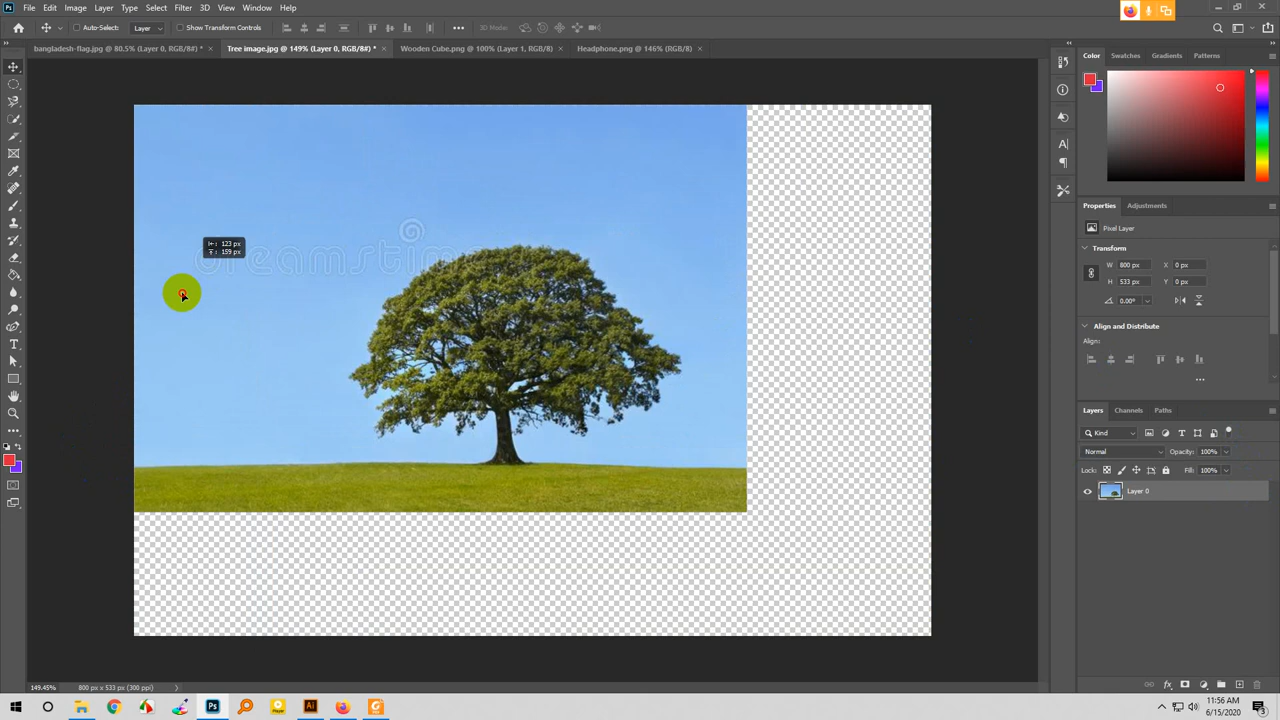 File Edit Image Layer Type Select Filter 3D View Window Help
Auto-Select: Layer Show Transform Controls 3D Mode:
bangladesh-flag.jpg @ 80.5% (Layer 0, RGB/8#) * ×
Tree image.jpg @ 149% (Layer 0, RGB/8#) * ×
Wooden Cube.png @ 100% (Layer 1, RGB/8) ×
Headphone.png @ 146% (RGB/8) ×
Color Swatches Gradients Patterns
Properties Adjustments
Pixel Layer
Transform
W 800 px X 0 px
H 533 px Y 0 px
0.00°
Align and Distribute
Align:
123 px
159 px
dreamsti
Layers Channels Paths
Kind
Normal Opacity: 100%
Lock: Fill: 100%
Layer 0
149.45% 800 px x 533 px (300 ppi)
11:56 AM
6/15/2020